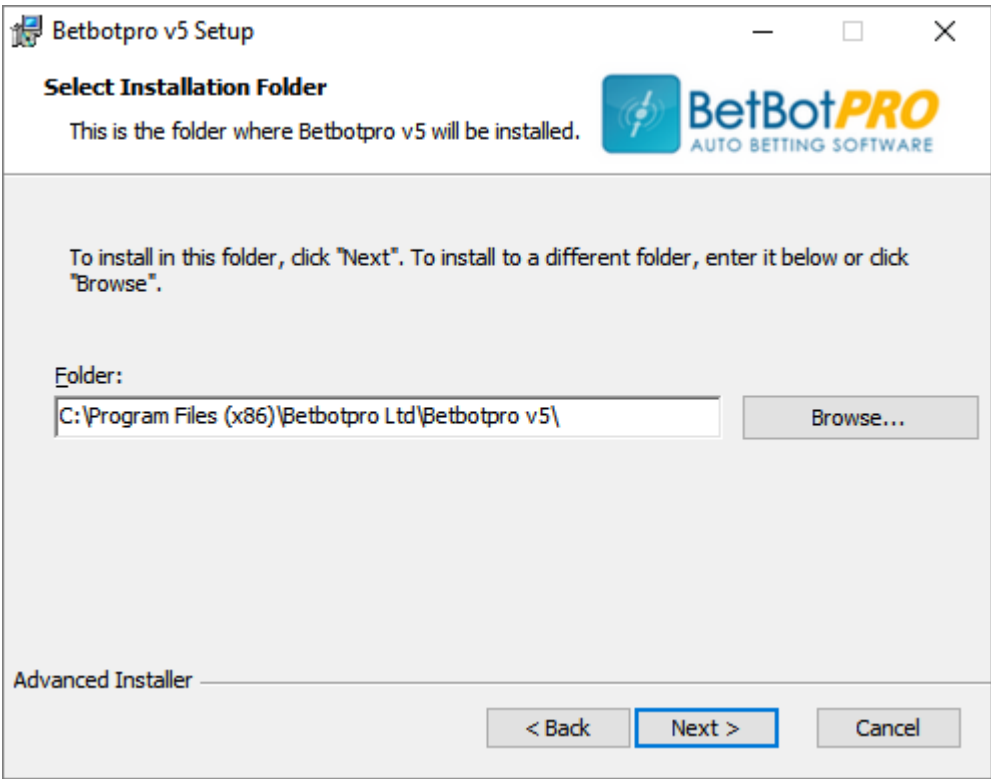 Betbotpro v5 Setup
Select Installation Folder
This is the folder where Betbotpro v5 will be installed.
BetBotPRO
AUTO BETTING SOFTWARE
To install in this folder, click "Next". To install to a different folder, enter it below or click
"Browse".
Folder:
C:\Program Files (x86)\Betbotpro Ltd\Betbotpro v5\
Browse...
Advanced Installer
< Back
Next >
Cancel